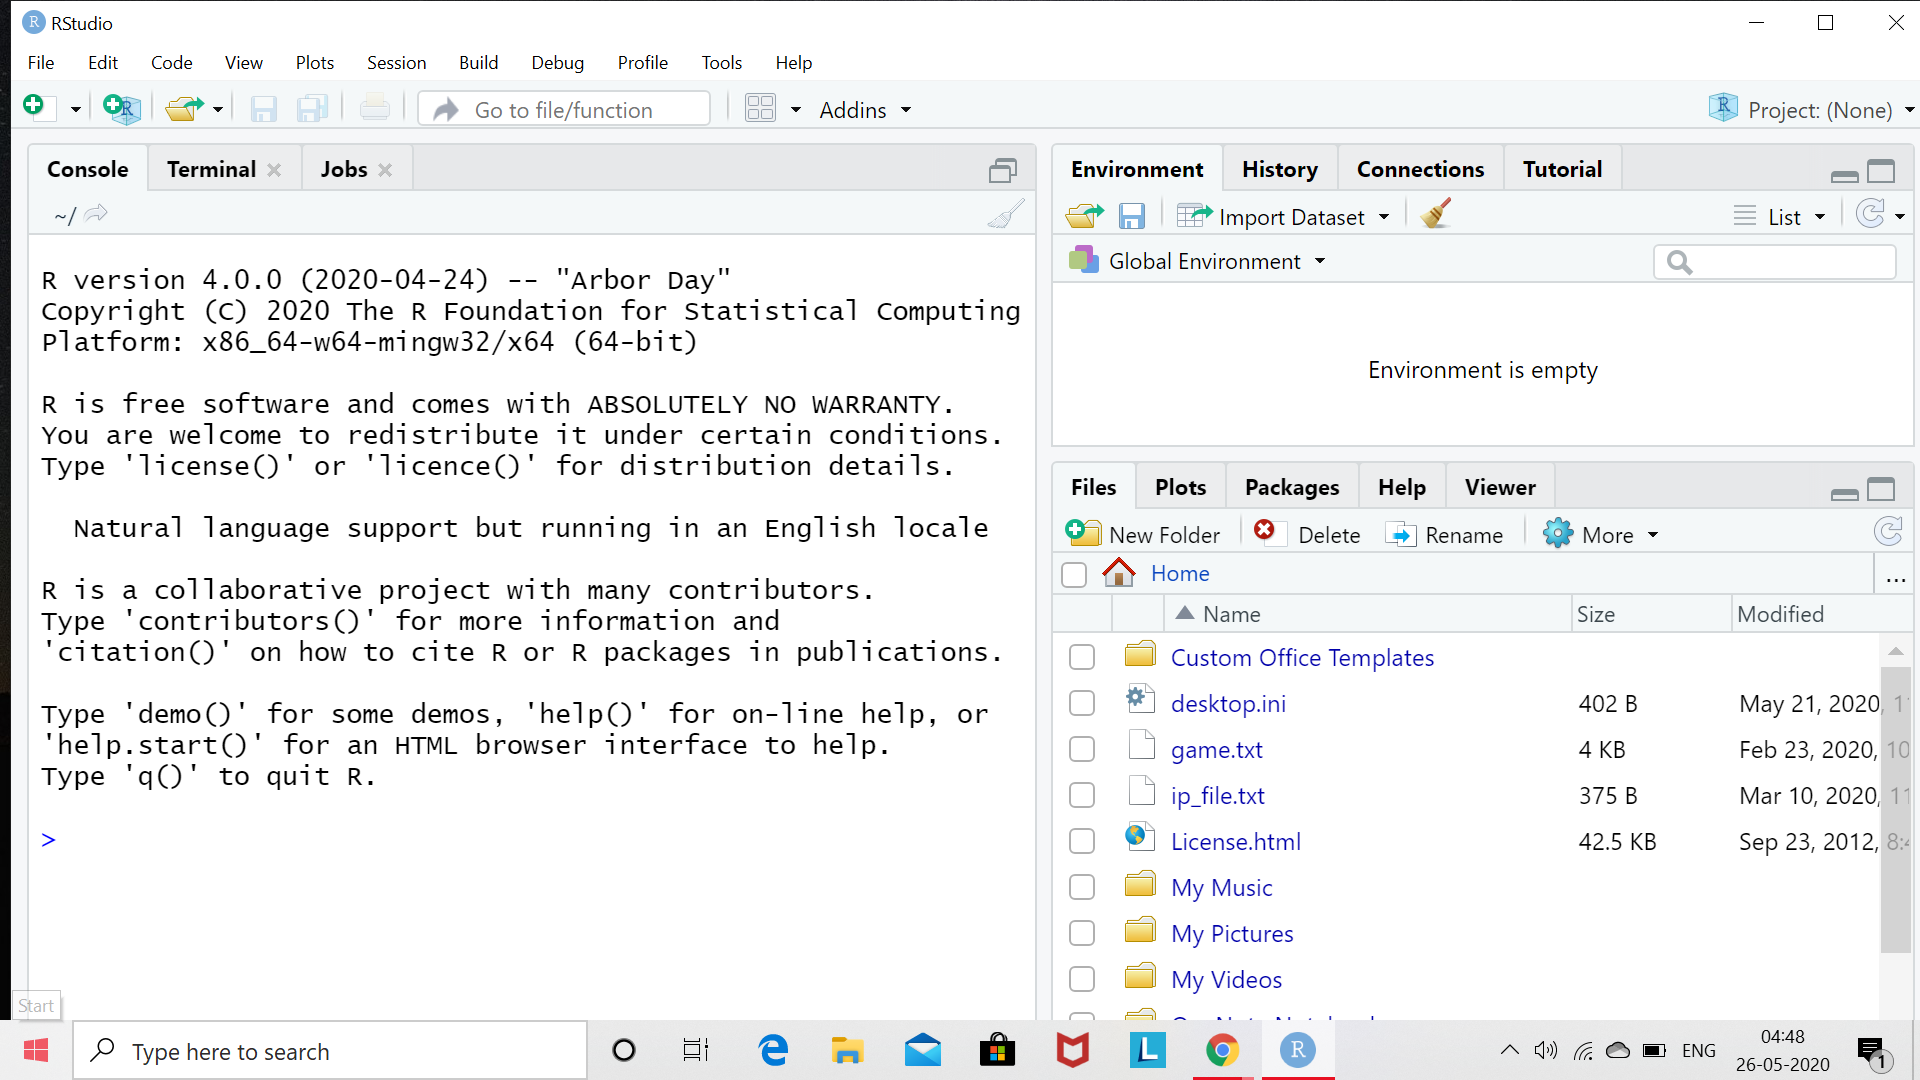 RStudio
File Edit Code View Plots Session Build Debug Profile Tools Help
Go to file/function Addins Project: (None)
Console Terminal Jobs
~/
R version 4.0.0 (2020-04-24) -- "Arbor Day"
Copyright (C) 2020 The R Foundation for Statistical Computing
Platform: x86_64-w64-mingw32/x64 (64-bit)
R is free software and comes with ABSOLUTELY NO WARRANTY.
You are welcome to redistribute it under certain conditions.
Type 'license()' or 'licence()' for distribution details.
Natural language support but running in an English locale
R is a collaborative project with many contributors.
Type 'contributors()' for more information and
'citation()' on how to cite R or R packages in publications.
Type 'demo()' for some demos, 'help()' for on-line help, or
'help.start()' for an HTML browser interface to help.
Type 'q()' to quit R.
>
Environment History Connections Tutorial
Import Dataset List
Global Environment
Environment is empty
Files Plots Packages Help Viewer
New Folder Delete Rename More
Home ...
Name Size Modified
Custom Office Templates
desktop.ini 402 B May 21, 2020, 1
game.txt 4 KB Feb 23, 2020, 10
ip_file.txt 375 B Mar 10, 2020, 11
License.html 42.5 KB Sep 23, 2012, 8:4
My Music
My Pictures
My Videos
Start
Type here to search
ENG
04:48
26-05-2020
1